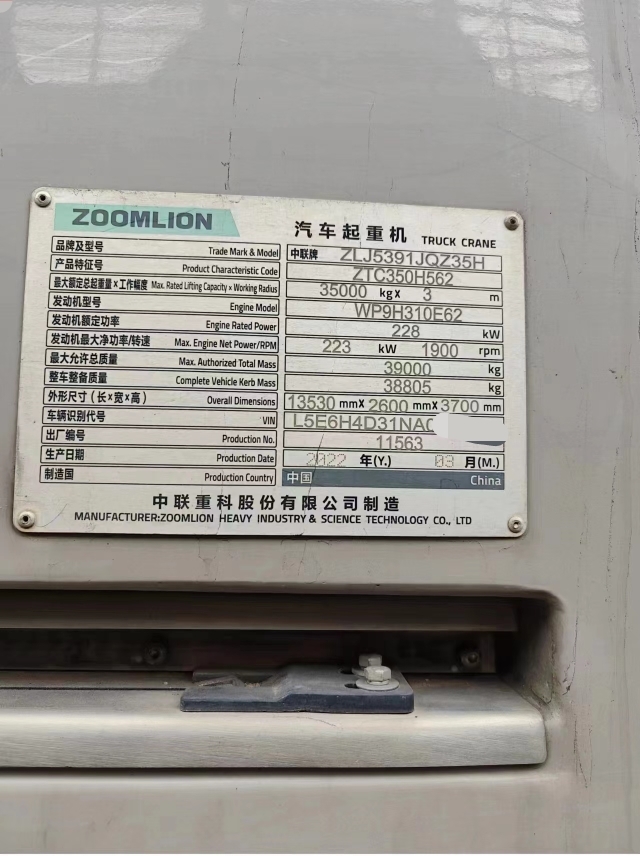 ZOOMLION
汽车起重机 TRUCK CRANE
品牌及型号 Trade Mark & Model 中联牌 ZLJ5391JQZ35H
产品特征号 Product Characteristic Code ZTC350H562
最大额定总起重量×工作幅度 Max. Rated Lifting Capacity × Working Radius 35000 kg× 3 m
发动机型号 Engine Model WP9H310E62
发动机额定功率 Engine Rated Power 228 kW
发动机最大净功率/转速 Max. Engine Net Power/RPM 223 kW 1900 rpm
最大允许总质量 Max. Authorized Total Mass 39000 kg
整车整备质量 Complete Vehicle Kerb Mass 38805 kg
外形尺寸（长×宽×高） Overall Dimensions 13530 mm× 2600 mm× 3700 mm
车辆识别代号 VIN L5E6H4D31NA
出厂编号 Production No. 11563
生产日期 Production Date 2022 年(Y.) 03 月(M.)
制造国 Production Country 中国 China
中联重科股份有限公司制造
MANUFACTURER:ZOOMLION HEAVY INDUSTRY & SCIENCE TECHNOLOGY CO., LTD